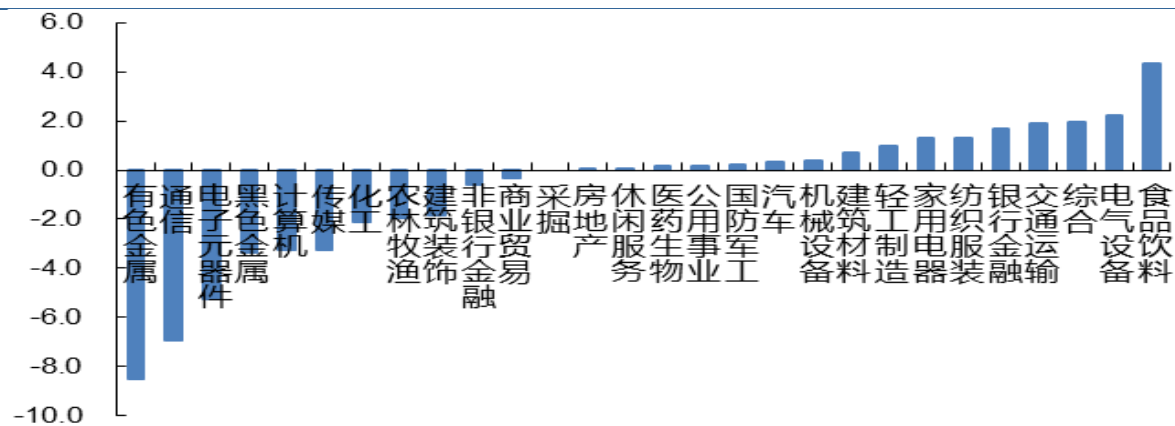 6.0
4.0
2.0
0.0
-2.0
-4.0
-6.0
-8.0
-10.0
有色金属
通信
电子元器件
黑色金属
计算机
传媒
化工
农林牧渔
建筑装饰
非银行金融
商业贸易
采掘
房地产
休闲服务
医药生物
公用事业
国防军工
汽车
机械设备
建筑材料
轻工制造
家用电器
纺织服装
银行金融
交通运输
综合
电气设备
食品饮料